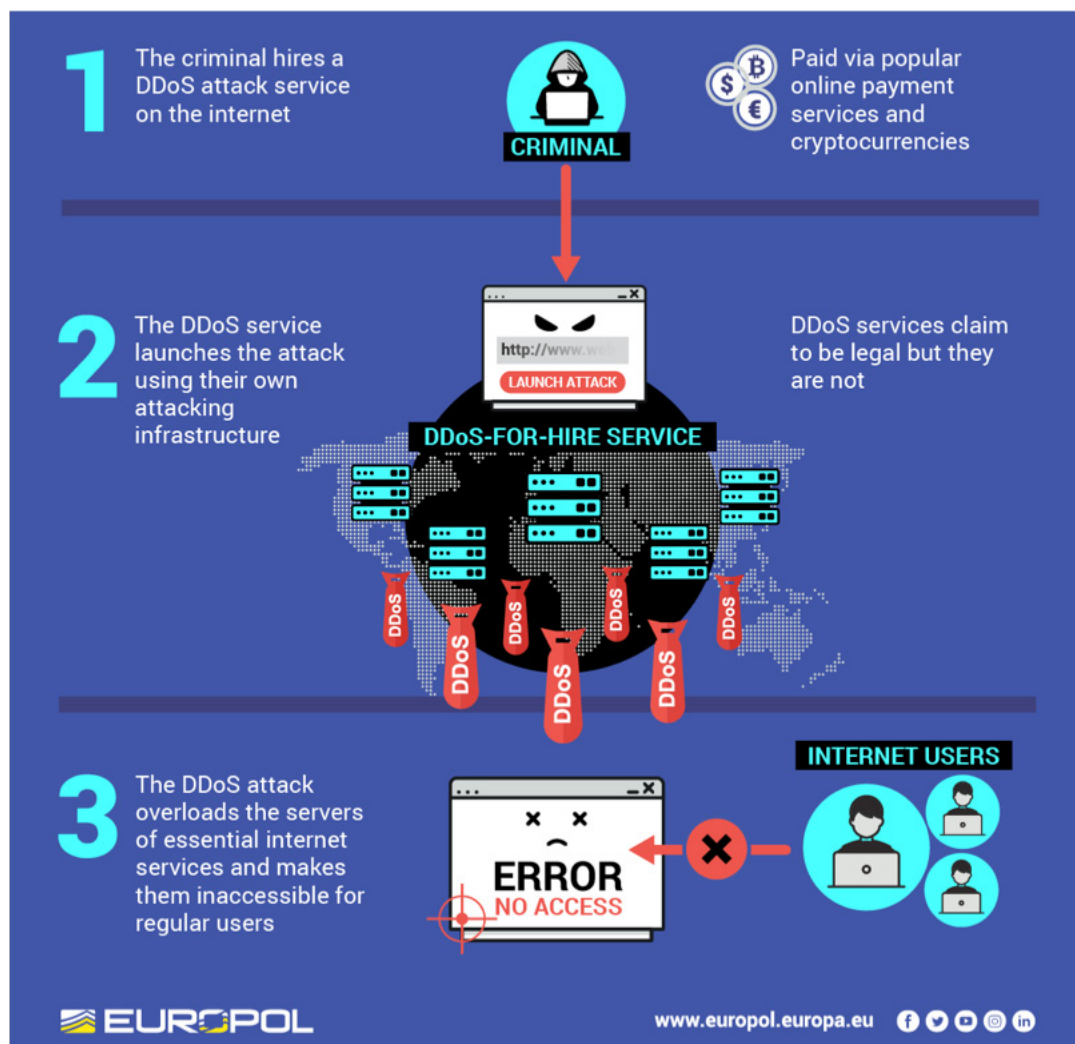 1
The criminal hires a
DDoS attack service
on the internet
CRIMINAL
$
₿
€
Paid via popular
online payment
services and
cryptocurrencies
2
The DDoS service
launches the attack
using their own
attacking
infrastructure
http://www.web
LAUNCH ATTACK
DDoS-FOR-HIRE SERVICE
DDoS services claim
to be legal but they
are not
DDoS
DDoS
DDoS
DDoS
DDoS
DDoS
DDoS
3
The DDoS attack
overloads the servers
of essential internet
services and makes
them inaccessible for
regular users
ERROR
NO ACCESS
INTERNET USERS
EUROPOL
www.europol.europa.eu